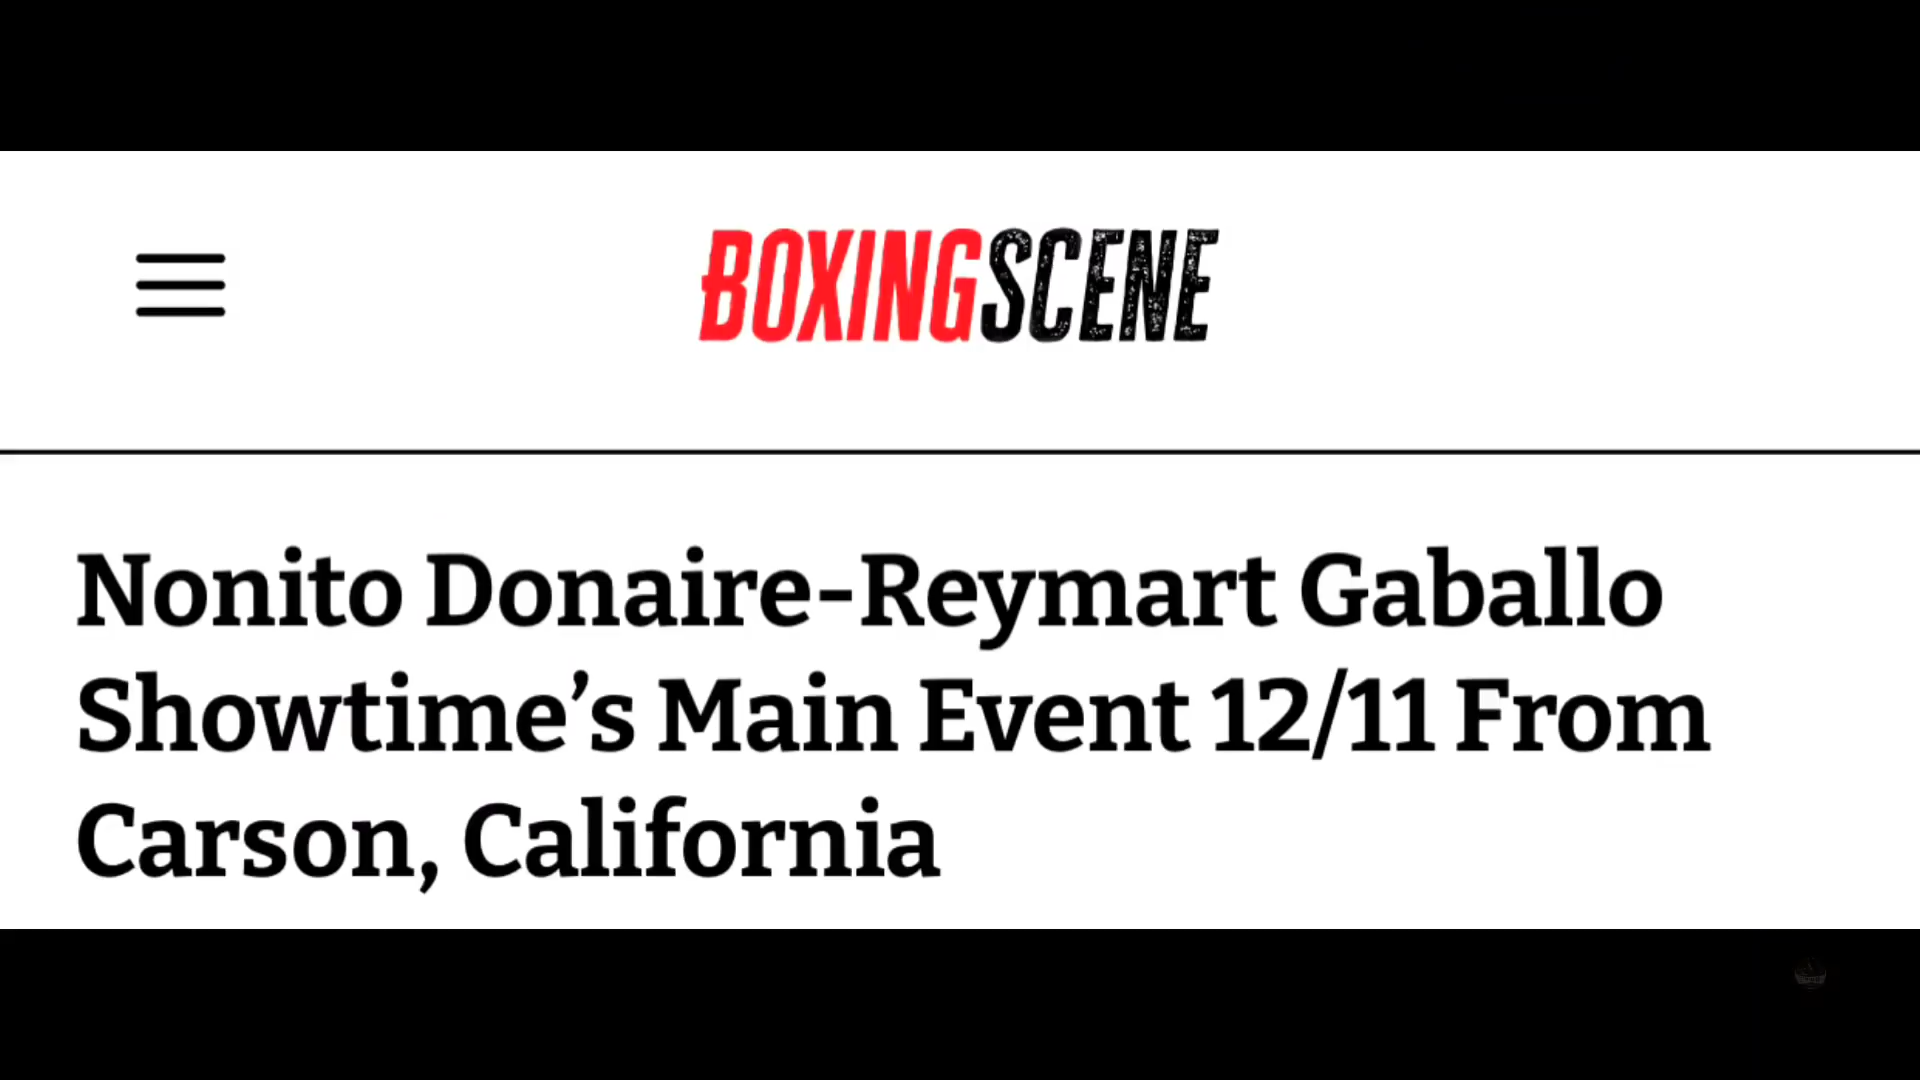 BOXINGSCENE
Nonito Donaire-Reymart Gaballo
Showtime’s Main Event 12/11 From
Carson, California